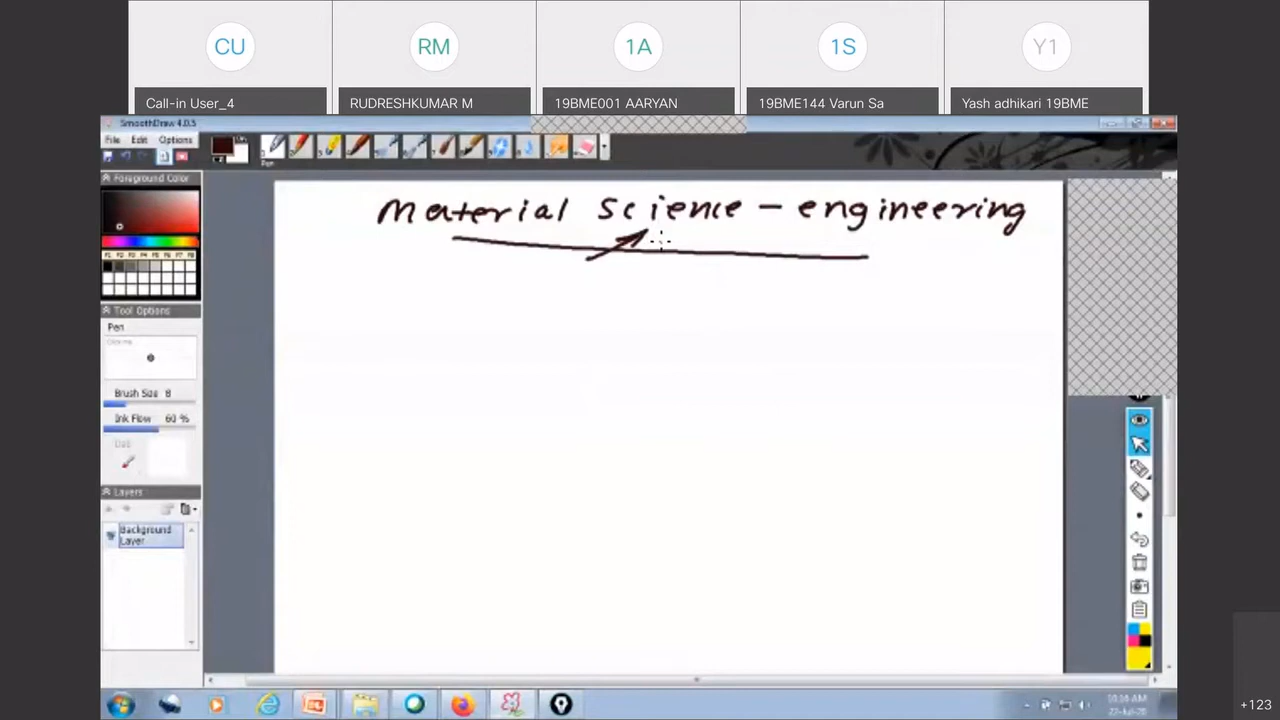 CU RM 1A 1S Y1
Call-in User_4 RUDRESHKUMAR M 19BME001 AARYAN 19BME144 Varun Sa Yash adhikari 19BME
SmoothDraw 4.0.5
File Edit Options
Pen
Foreground Color
Material Science - engineering
Tool Options
Pen
Brush Size 8
Ink Flow 60 %
Layers
Background
Layer
+123